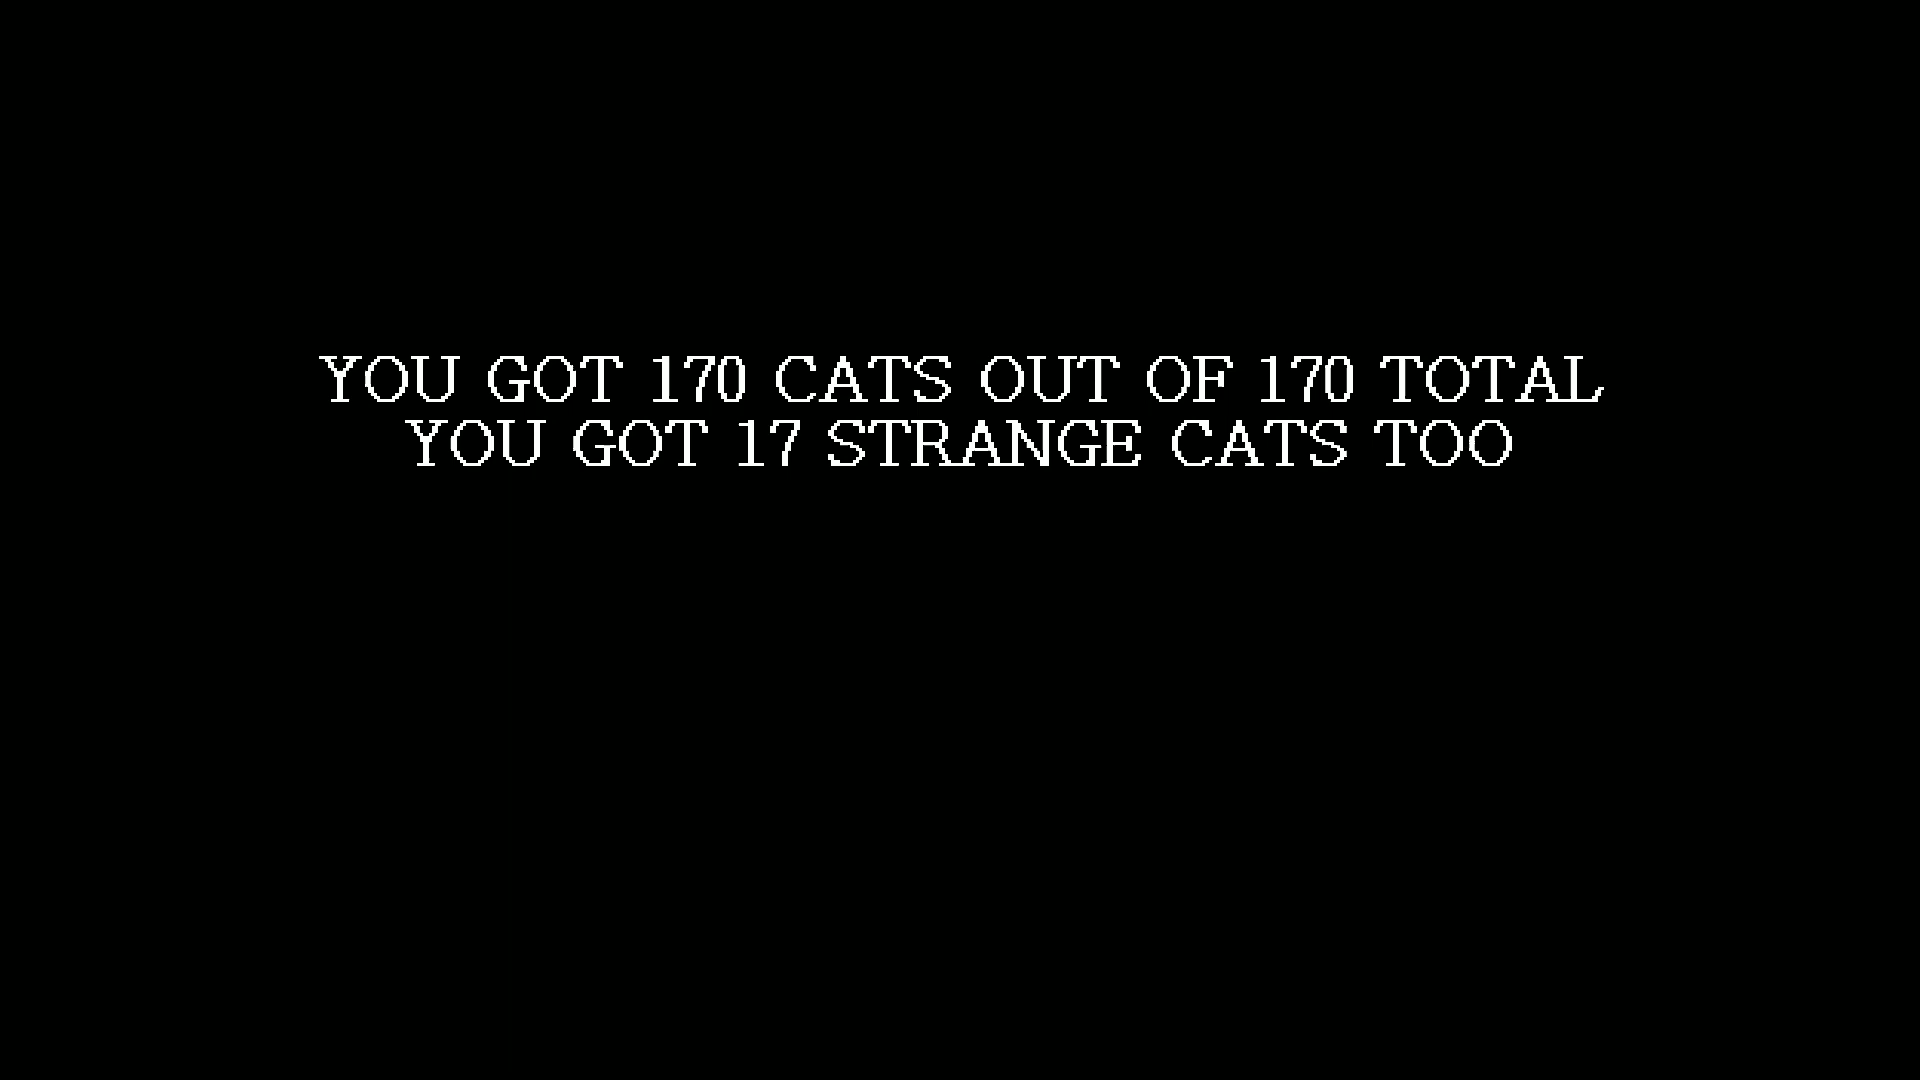 YOU GOT 170 CATS OUT OF 170 TOTAL
YOU GOT 17 STRANGE CATS TOO